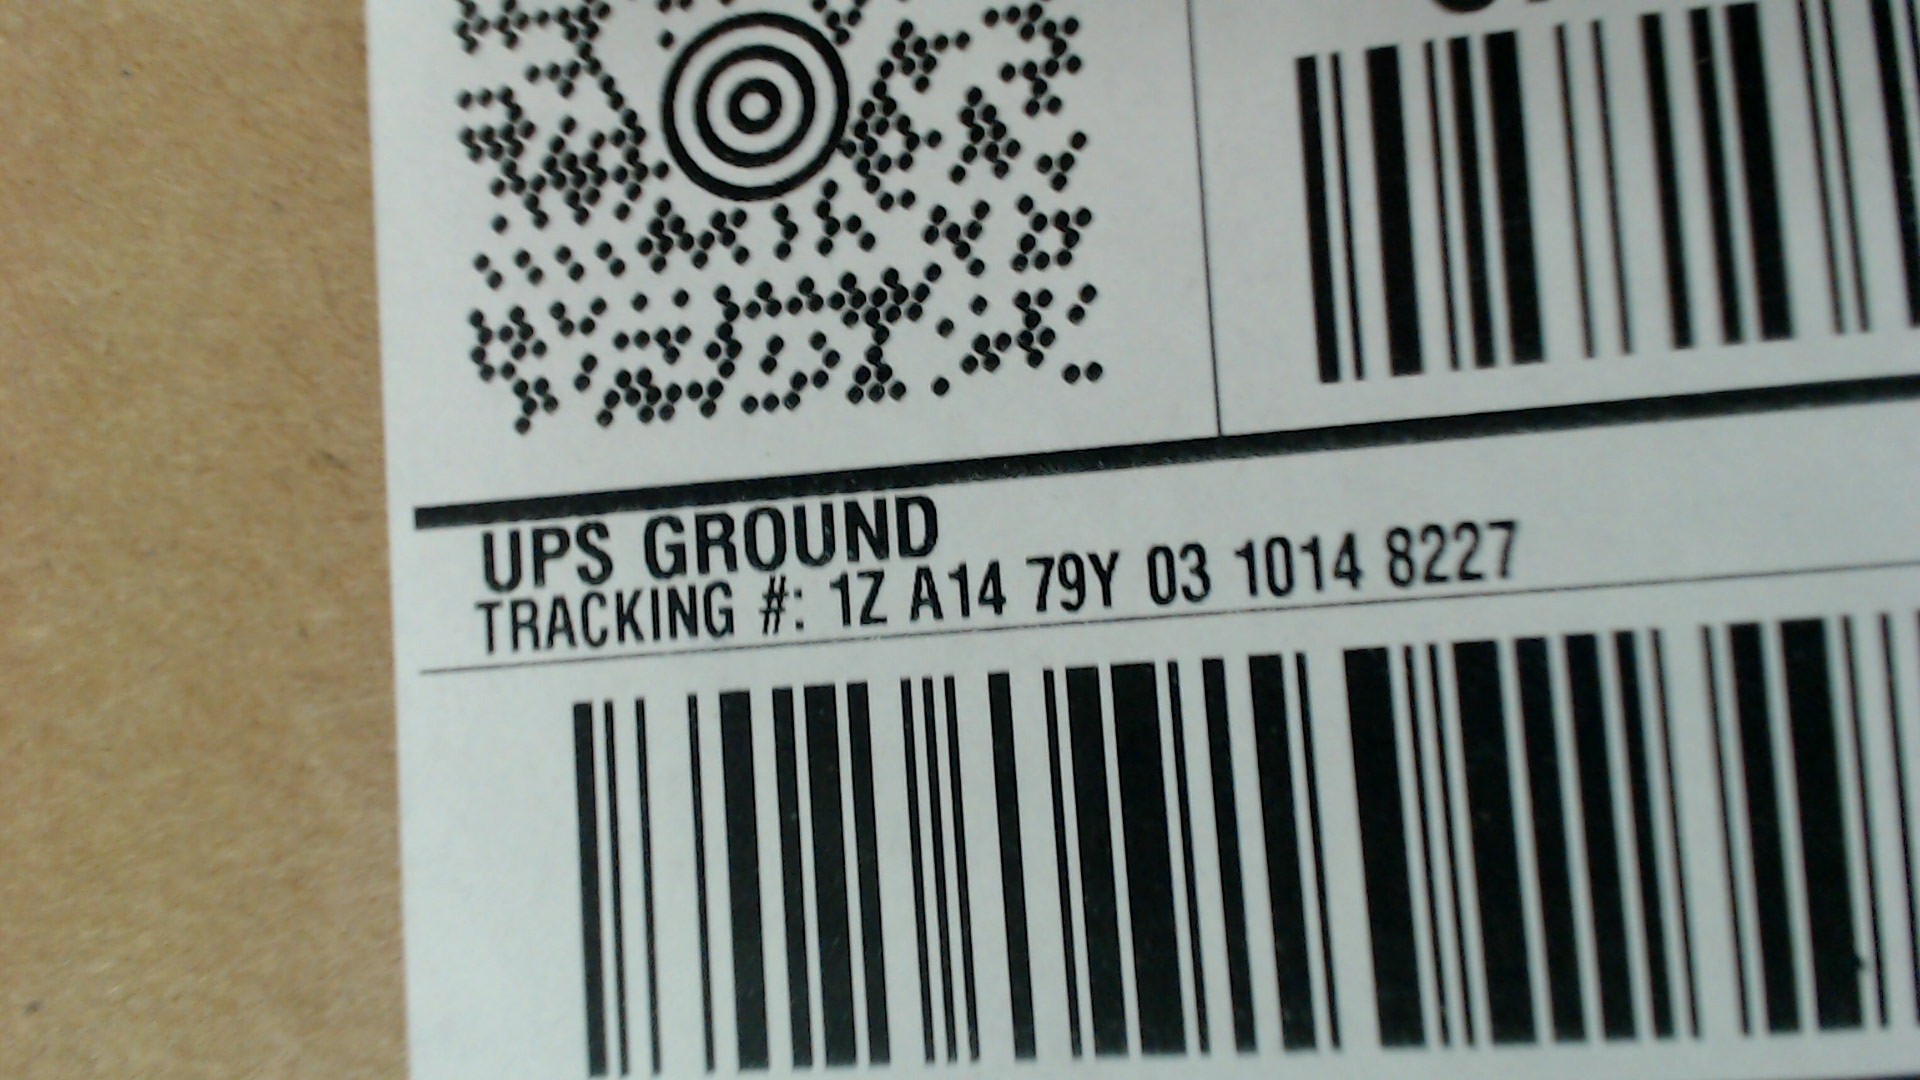 UPS GROUND
TRACKING #: 1Z A14 79Y 03 1014 8227